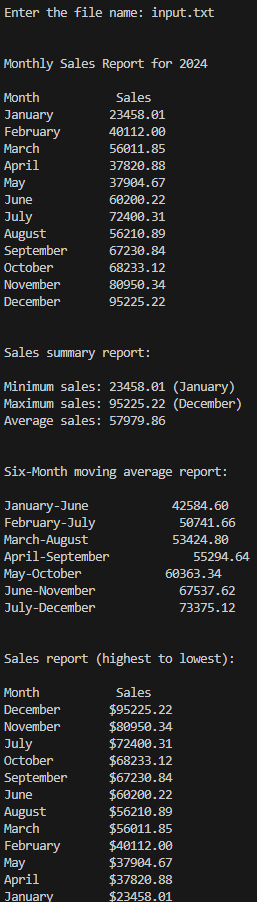 Enter the file name: input.txt
Monthly Sales Report for 2024
Month Sales
January 23458.01
February 40112.00
March 56011.85
April 37820.88
May 37904.67
June 60200.22
July 72400.31
August 56210.89
September 67230.84
October 68233.12
November 80950.34
December 95225.22
Sales summary report:
Minimum sales: 23458.01 (January)
Maximum sales: 95225.22 (December)
Average sales: 57979.86
Six-Month moving average report:
January-June 42584.60
February-July 50741.66
March-August 53424.80
April-September 55294.64
May-October 60363.34
June-November 67537.62
July-December 73375.12
Sales report (highest to lowest):
Month Sales
December $95225.22
November $80950.34
July $72400.31
October $68233.12
September $67230.84
June $60200.22
August $56210.89
March $56011.85
February $40112.00
May $37904.67
April $37820.88
January $23458.01